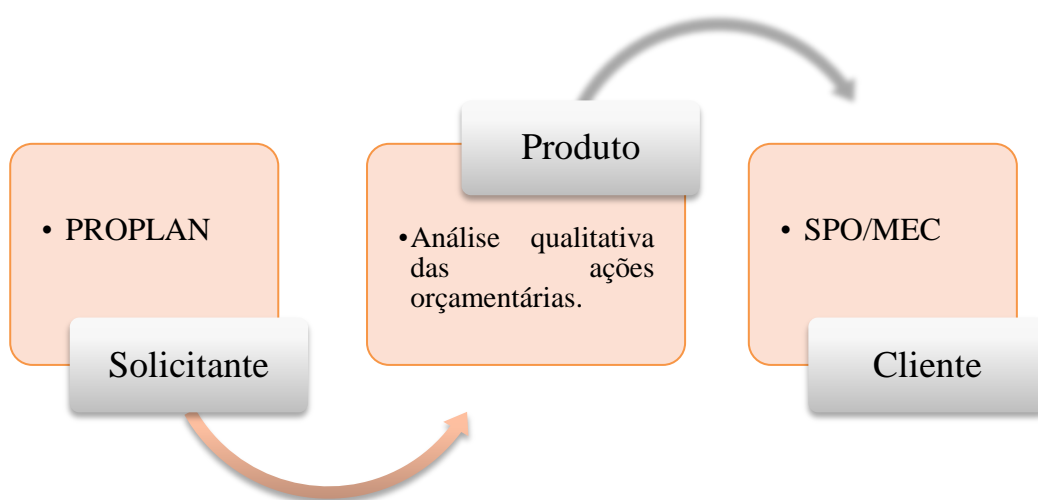 • PROPLAN
Solicitante
Produto
•Análise qualitativa
das ações
orçamentárias.
• SPO/MEC
Cliente